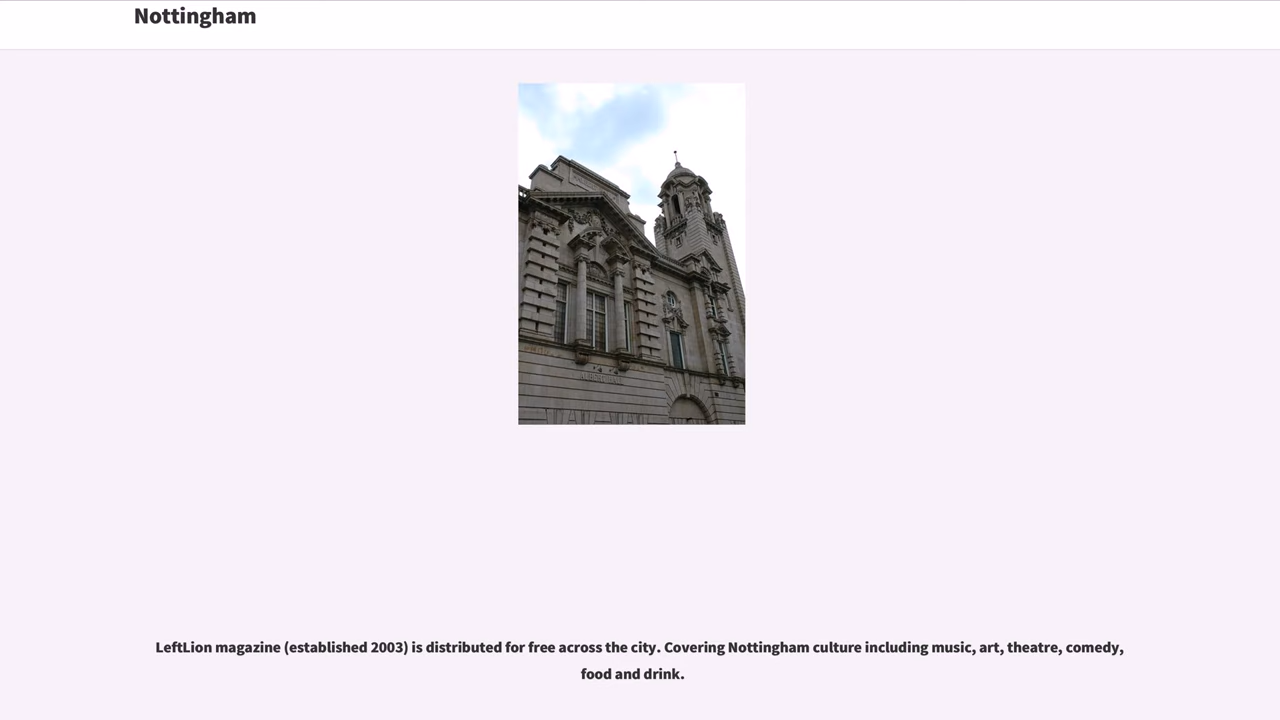 Nottingham
LeftLion magazine (established 2003) is distributed for free across the city. Covering Nottingham culture including music, art, theatre, comedy,
food and drink.